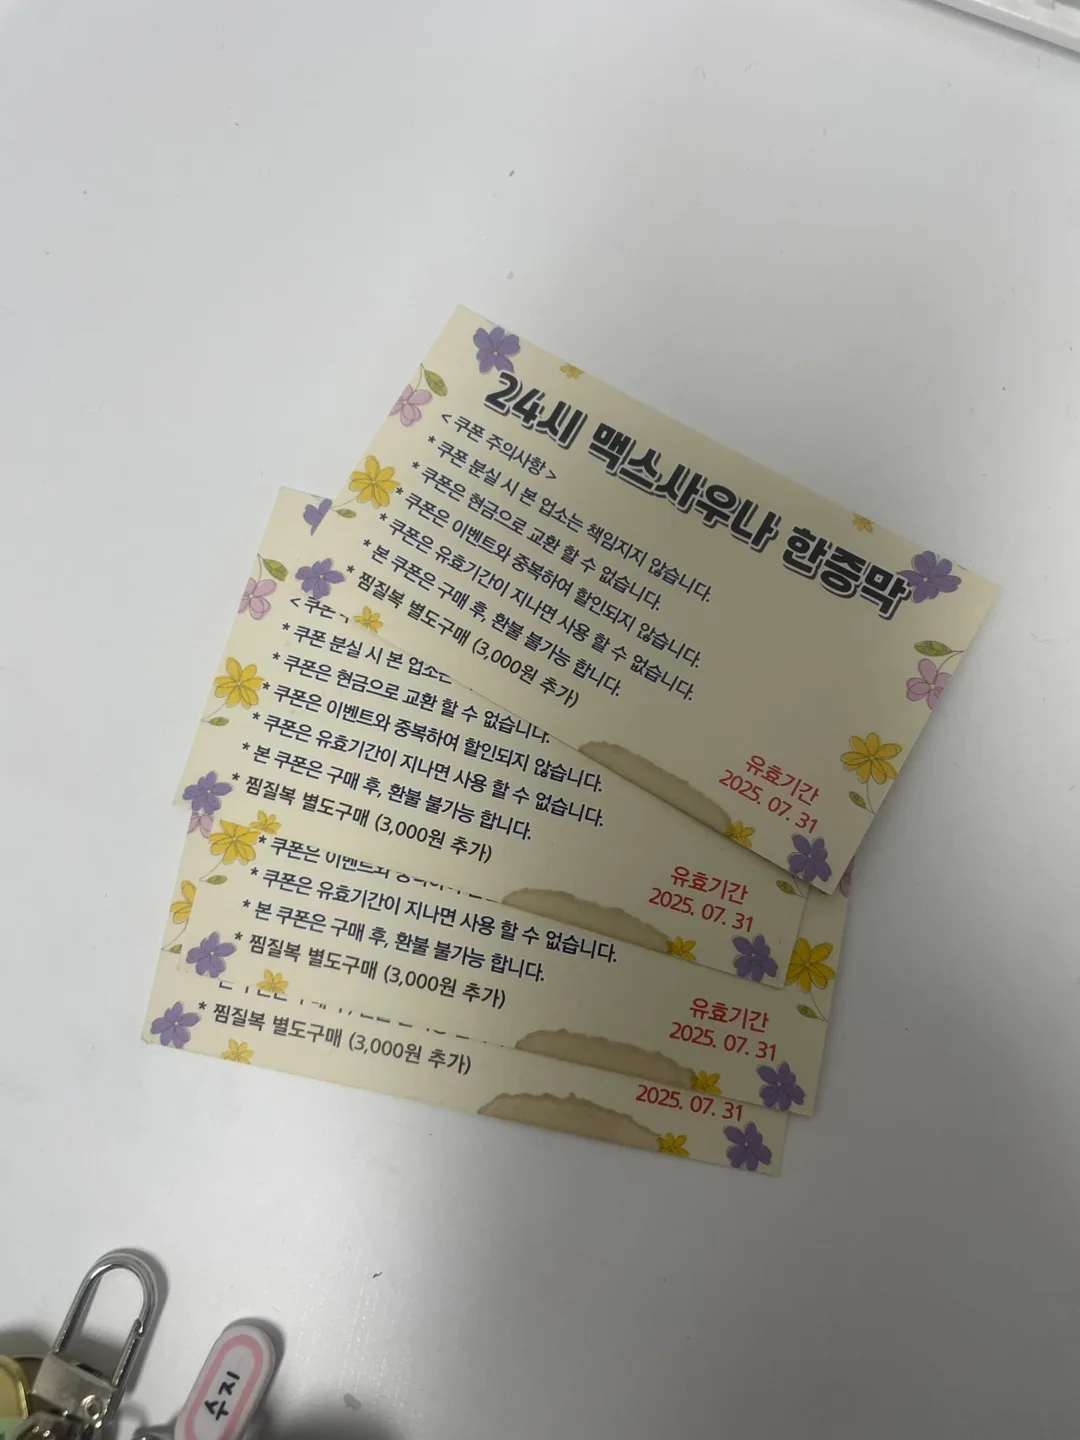 24시 맥스사우나 한증막
< 쿠폰 주의사항 >
* 쿠폰 분실 시 본 업소는 책임지지 않습니다.
* 쿠폰은 현금으로 교환 할 수 없습니다.
* 쿠폰은 이벤트와 중복하여 할인되지 않습니다.
* 쿠폰은 유효기간이 지나면 사용 할 수 없습니다.
* 본 쿠폰은 구매 후, 환불 불가능 합니다.
* 찜질복 별도구매 (3,000원 추가)
유효기간
2025. 07. 31
< 쿠폰
* 쿠폰 분실 시 본 업소는
* 쿠폰은 현금으로 교환 할 수 없습니다.
* 쿠폰은 이벤트와 중복하여 할인되지 않습니다.
* 쿠폰은 유효기간이 지나면 사용 할 수 없습니다.
* 본 쿠폰은 구매 후, 환불 불가능 합니다.
* 찜질복 별도구매 (3,000원 추가)
유효기간
2025. 07. 31
* 쿠폰은 이벤트와
* 쿠폰은 유효기간이 지나면 사용 할 수 없습니다.
* 본 쿠폰은 구매 후, 환불 불가능 합니다.
* 찜질복 별도구매 (3,000원 추가)
유효기간
2025. 07. 31
* 찜질복 별도구매 (3,000원 추가)
2025. 07. 31
수지